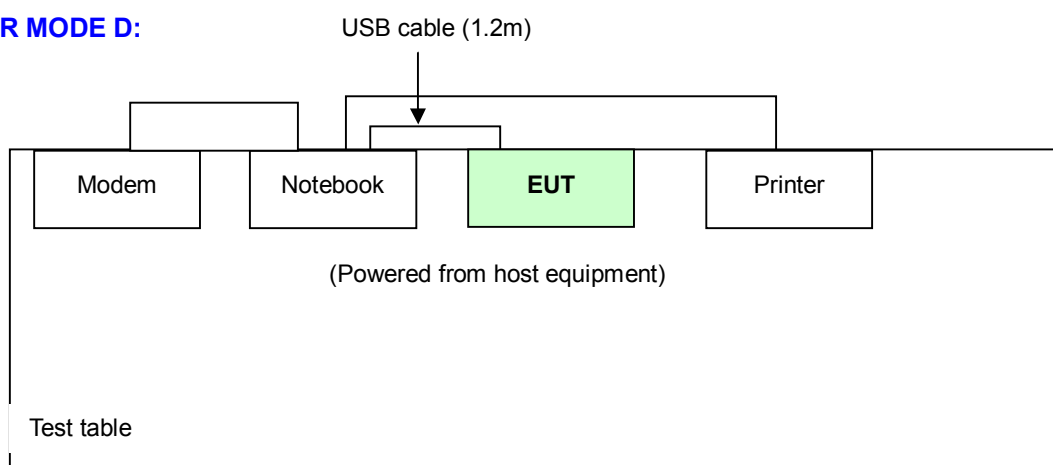 R MODE D:
USB cable (1.2m)
Modem
Notebook
EUT
Printer
(Powered from host equipment)
Test table